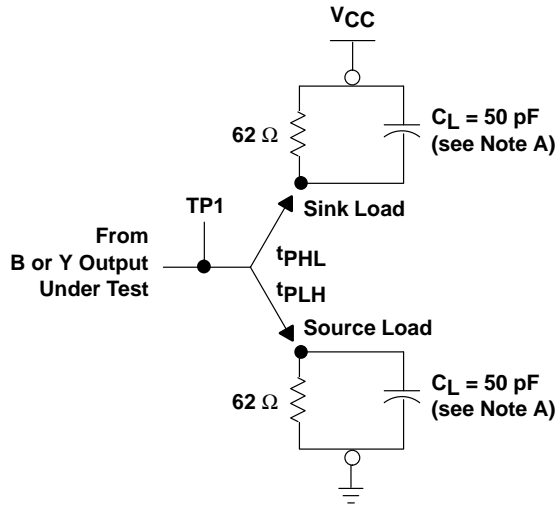 VCC
62 Ω
CL = 50 pF
(see Note A)
TP1
Sink Load
From
B or Y Output
Under Test
tPHL
tPLH
Source Load
62 Ω
CL = 50 pF
(see Note A)